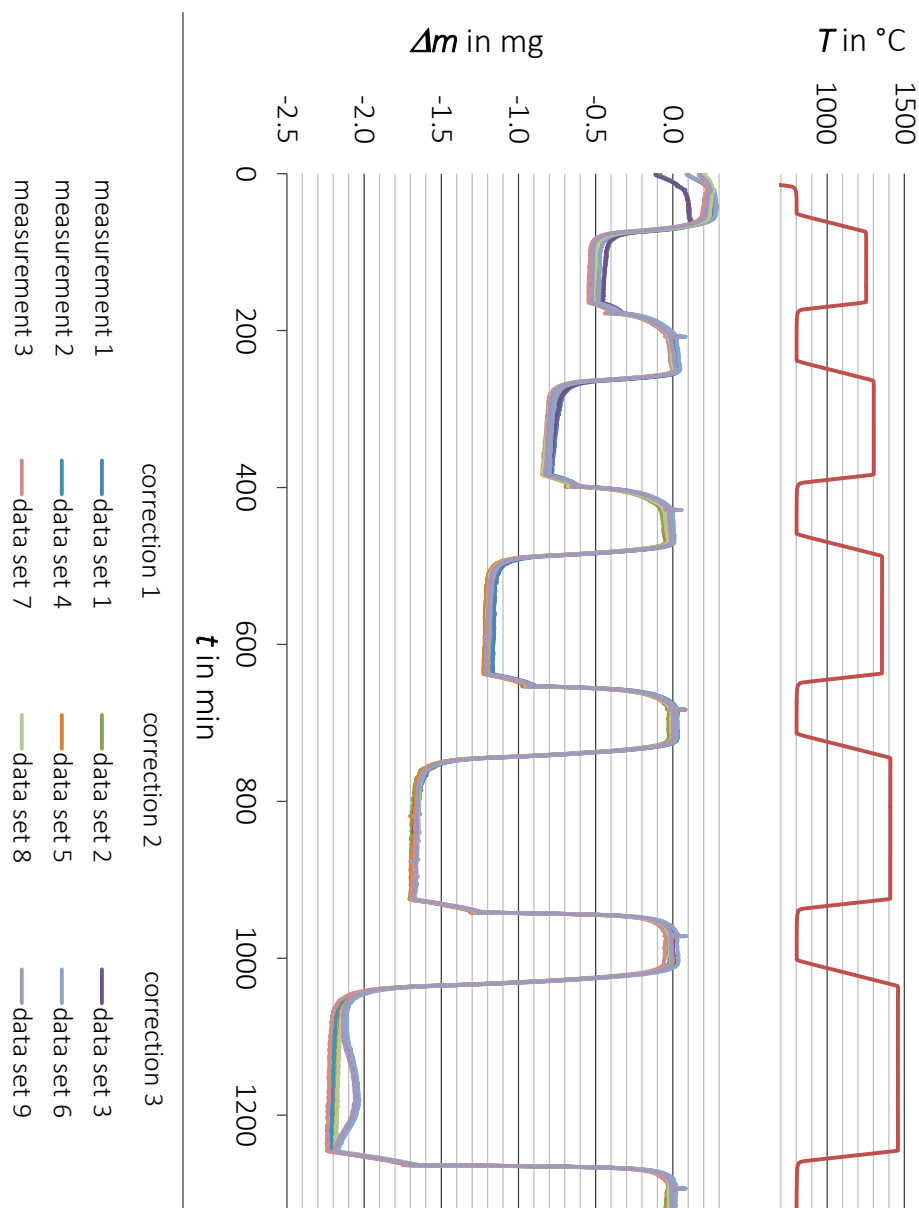 T in °C
1500
1000
Δm in mg
0.0
-0.5
-1.0
-1.5
-2.0
-2.5
0
200
400
600
800
1000
1200
t in min
correction 1
correction 2
correction 3
measurement 1
data set 1
data set 2
data set 3
measurement 2
data set 4
data set 5
data set 6
measurement 3
data set 7
data set 8
data set 9